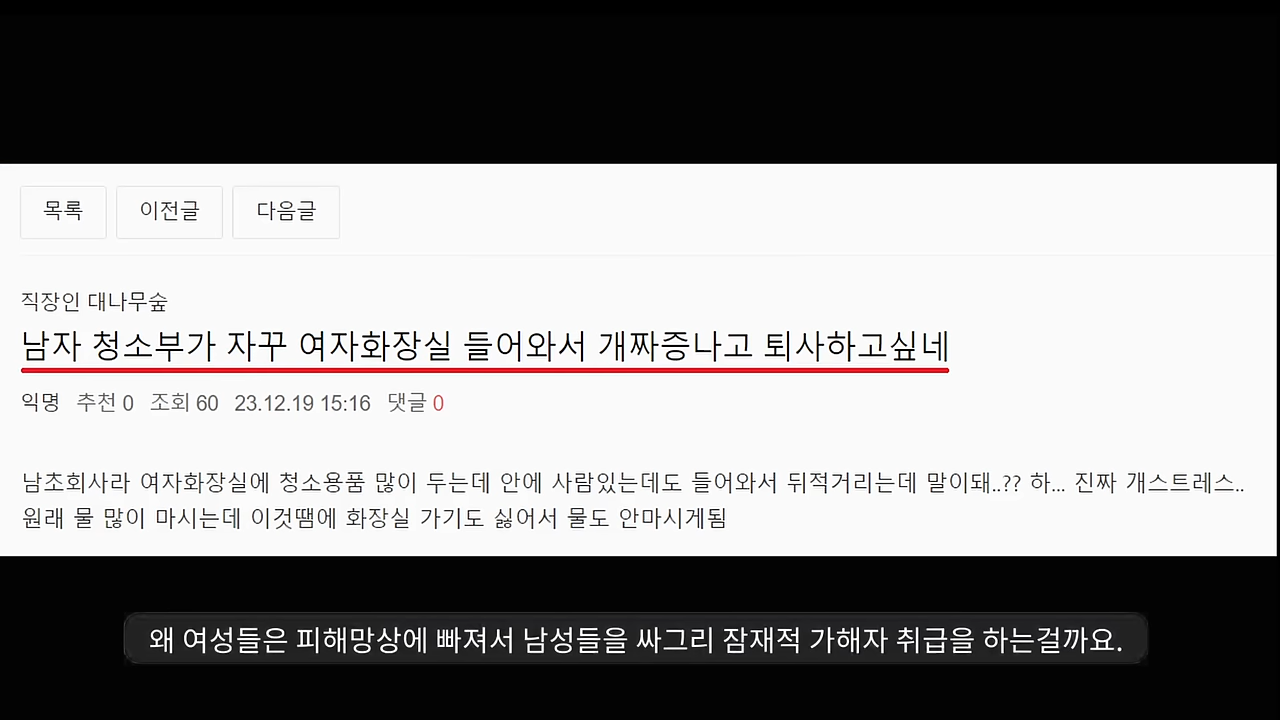 목록 이전글 다음글
직장인 대나무숲
남자 청소부가 자꾸 여자화장실 들어와서 개짜증나고 퇴사하고싶네
익명 추천 0 조회 60 23.12.19 15:16 댓글 0
남초회사라 여자화장실에 청소용품 많이 두는데 안에 사람있는데도 들어와서 뒤적거리는데 말이돼..?? 하... 진짜 개스트레스..
원래 물 많이 마시는데 이것땜에 화장실 가기도 싫어서 물도 안마시게됨
왜 여성들은 피해망상에 빠져서 남성들을 싸그리 잠재적 가해자 취급을 하는걸까요.